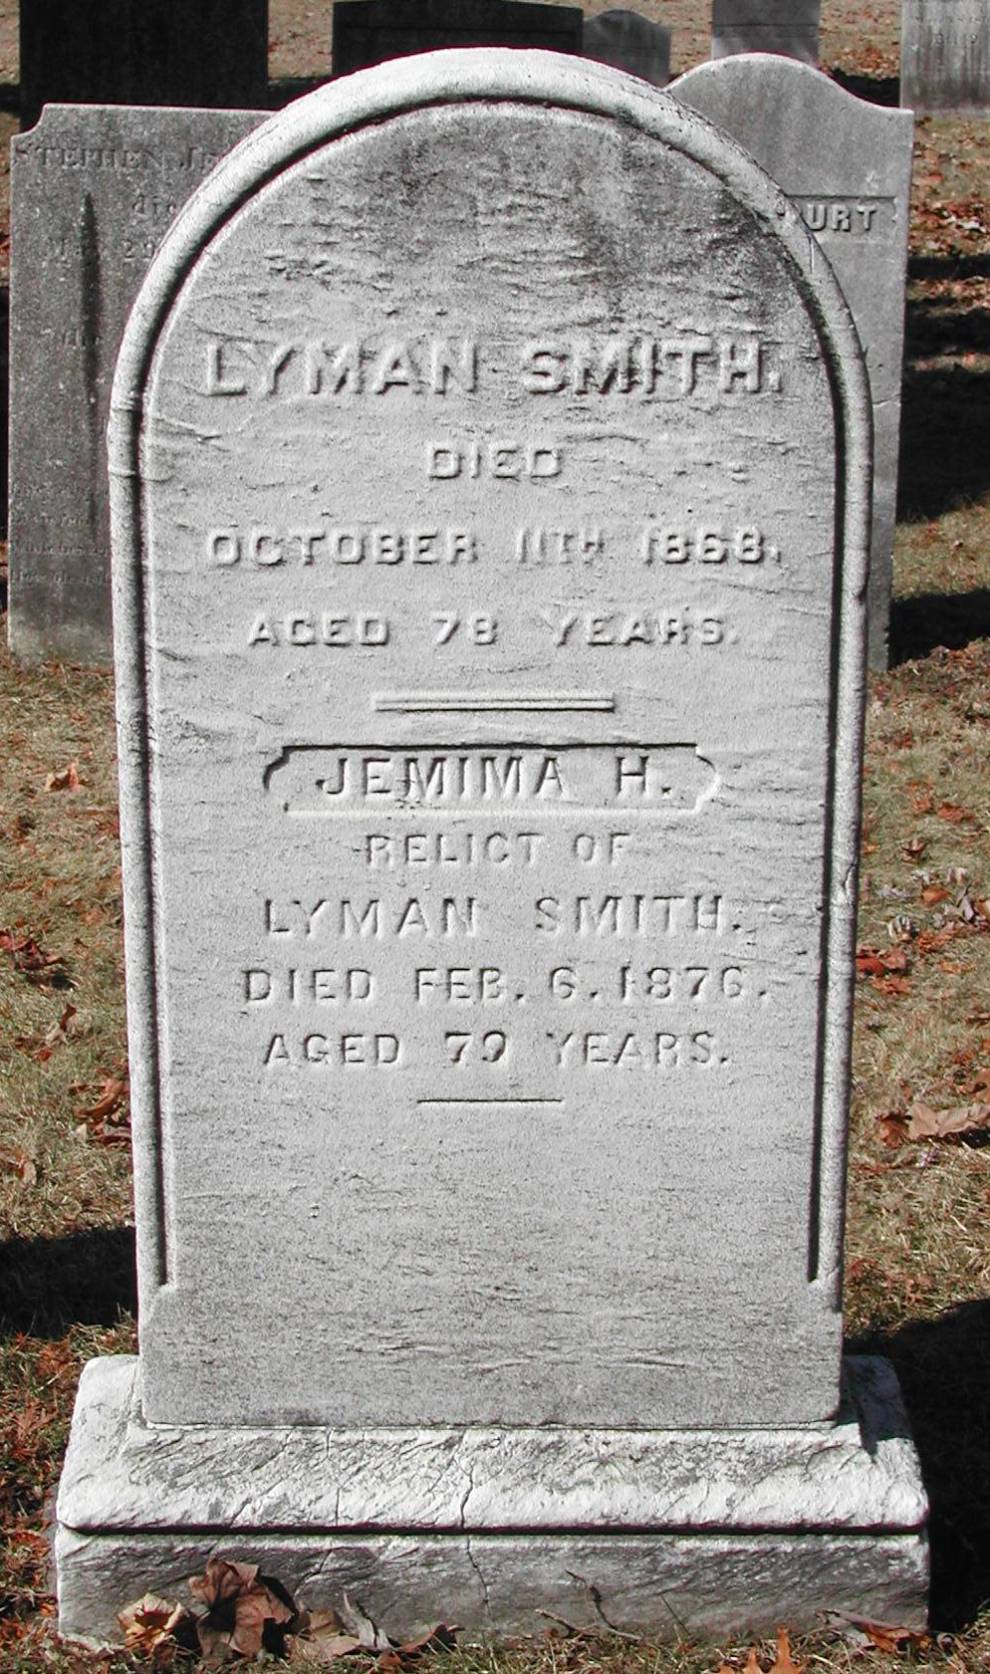 LYMAN SMITH.
DIED
OCTOBER 11TH 1868.
AGED 78 YEARS.
JEMIMA H.
RELICT OF
LYMAN SMITH.
DIED FEB. 6. 1876.
AGED 79 YEARS.
STEPHEN